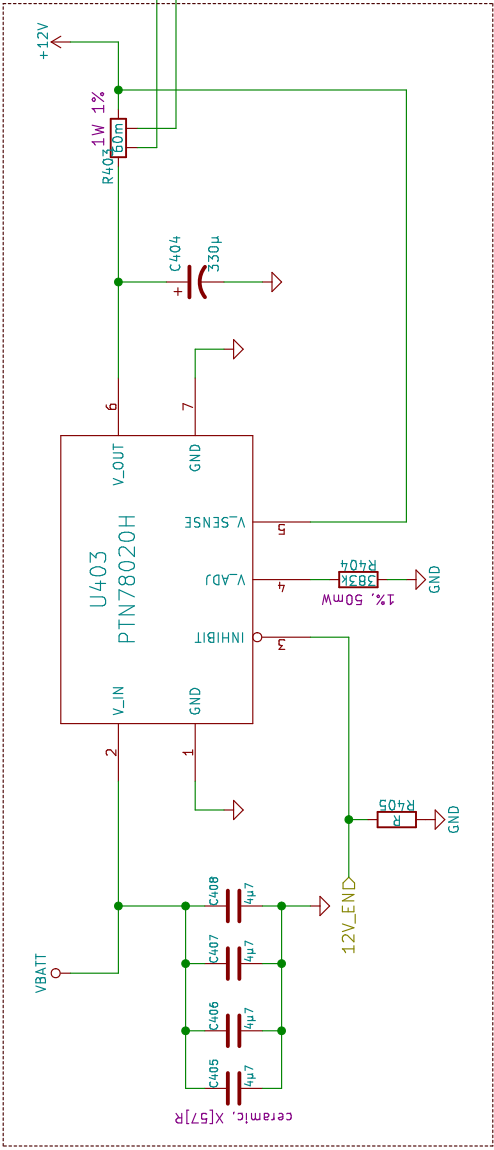 +12V
1W 1%
60m
R403
C404
330µ
6
7
V_OUT
GND
V_SENSE
5
U403
PTN78020H
V_ADJ
4
R404
383k
1%, 50mW
GND
INHIBIT
3
V_IN
GND
2
1
R405
R
GND
12V_END
VBATT
C408
4µ7
C407
4µ7
C406
4µ7
C405
4µ7
ceramic, X[57]R